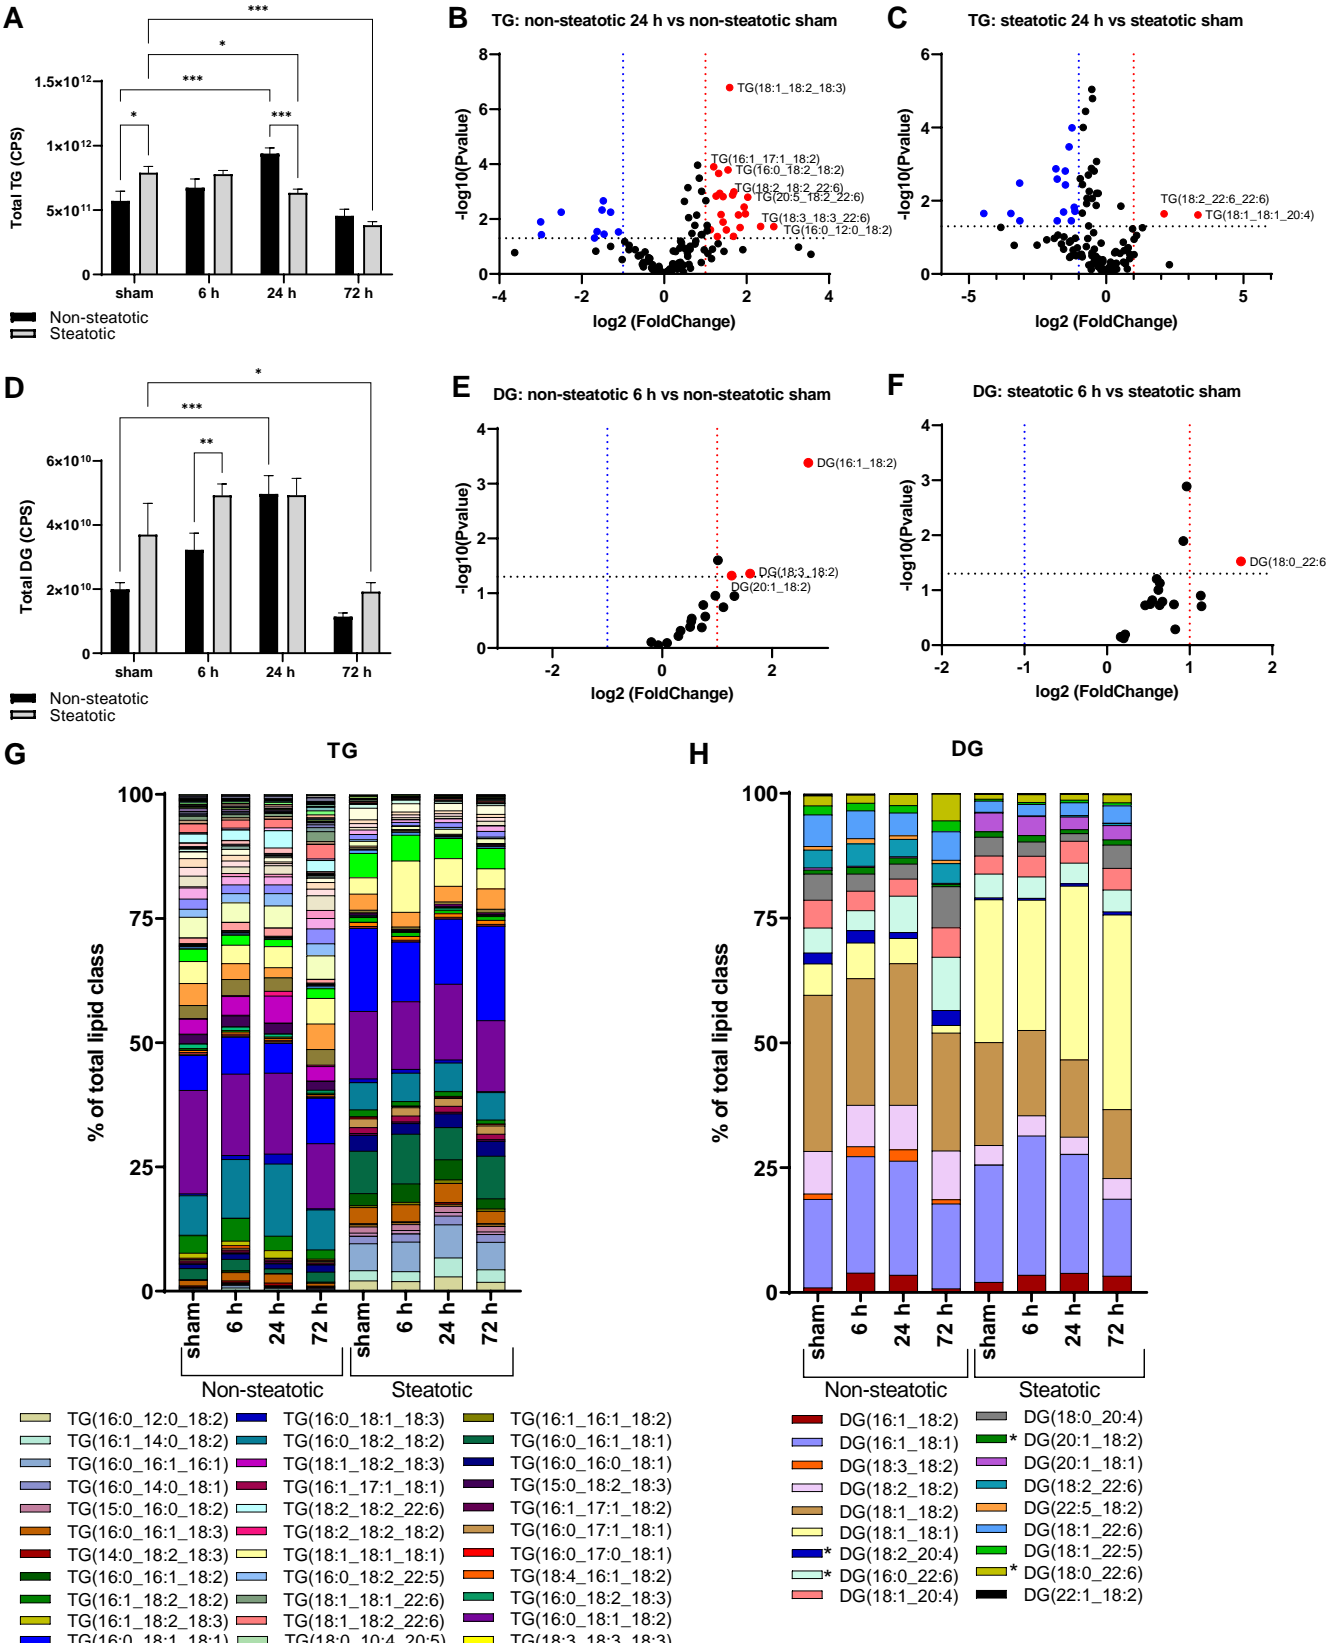 A
Total TG (CPS)
1.5×10¹²
1×10¹²
5×10¹¹
0
***
*
***
*
***
sham
6 h
24 h
72 h
Non-steatotic
Steatotic
B
TG: non-steatotic 24 h vs non-steatotic sham
-log10(Pvalue)
8
6
4
2
0
-4
-2
0
2
4
log2 (FoldChange)
TG(18:1_18:2_18:3)
TG(16:1_17:1_18:2)
TG(16:0_18:2_18:2)
TG(18:2_18:2_22:6)
TG(20:5_18:2_22:6)
TG(18:3_18:3_22:6)
TG(16:0_12:0_18:2)
C
TG: steatotic 24 h vs steatotic sham
-log10(Pvalue)
6
4
2
0
-5
0
5
log2 (FoldChange)
TG(18:2_22:6_22:6)
TG(18:1_18:1_20:4)
D
Total DG (CPS)
6×10¹⁰
4×10¹⁰
2×10¹⁰
0
*
***
**
sham
6 h
24 h
72 h
Non-steatotic
Steatotic
E
DG: non-steatotic 6 h vs non-steatotic sham
-log10(Pvalue)
4
3
2
1
0
-2
0
2
log2 (FoldChange)
DG(16:1_18:2)
DG(18:3_18:2)
DG(20:1_18:2)
F
DG: steatotic 6 h vs steatotic sham
-log10(Pvalue)
4
3
2
1
0
-2
-1
0
1
2
log2 (FoldChange)
DG(18:0_22:6
G
TG
% of total lipid class
100
75
50
25
0
sham
6 h
24 h
72 h
sham
6 h
24 h
72 h
Non-steatotic
Steatotic
TG(16:0_12:0_18:2)
TG(16:1_14:0_18:2)
TG(16:0_16:1_16:1)
TG(16:0_14:0_18:1)
TG(15:0_16:0_18:2)
TG(16:0_16:1_18:3)
TG(14:0_18:2_18:3)
TG(16:0_16:1_18:2)
TG(16:1_18:2_18:2)
TG(16:1_18:2_18:3)
TG(16:0_18:1_18:1)
TG(16:0_18:1_18:3)
TG(16:0_18:2_18:2)
TG(18:1_18:2_18:3)
TG(16:1_17:1_18:1)
TG(18:2_18:2_22:6)
TG(18:2_18:2_18:2)
TG(18:1_18:1_18:1)
TG(16:0_18:2_22:5)
TG(18:1_18:1_22:6)
TG(18:1_18:2_22:6)
TG(18:0_10:4_20:5)
TG(16:1_16:1_18:2)
TG(16:0_16:1_18:1)
TG(16:0_16:0_18:1)
TG(15:0_18:2_18:3)
TG(16:1_17:1_18:2)
TG(16:0_17:1_18:1)
TG(16:0_17:0_18:1)
TG(18:4_16:1_18:2)
TG(16:0_18:2_18:3)
TG(16:0_18:1_18:2)
TG(18:3_18:3_18:3)
H
DG
% of total lipid class
100
75
50
25
0
sham
6 h
24 h
72 h
sham
6 h
24 h
72 h
Non-steatotic
Steatotic
DG(16:1_18:2)
DG(16:1_18:1)
DG(18:3_18:2)
DG(18:2_18:2)
DG(18:1_18:2)
DG(18:1_18:1)
* DG(18:2_20:4)
* DG(16:0_22:6)
DG(18:1_20:4)
DG(18:0_20:4)
* DG(20:1_18:2)
DG(20:1_18:1)
DG(18:2_22:6)
DG(22:5_18:2)
DG(18:1_22:6)
DG(18:1_22:5)
* DG(18:0_22:6)
DG(22:1_18:2)